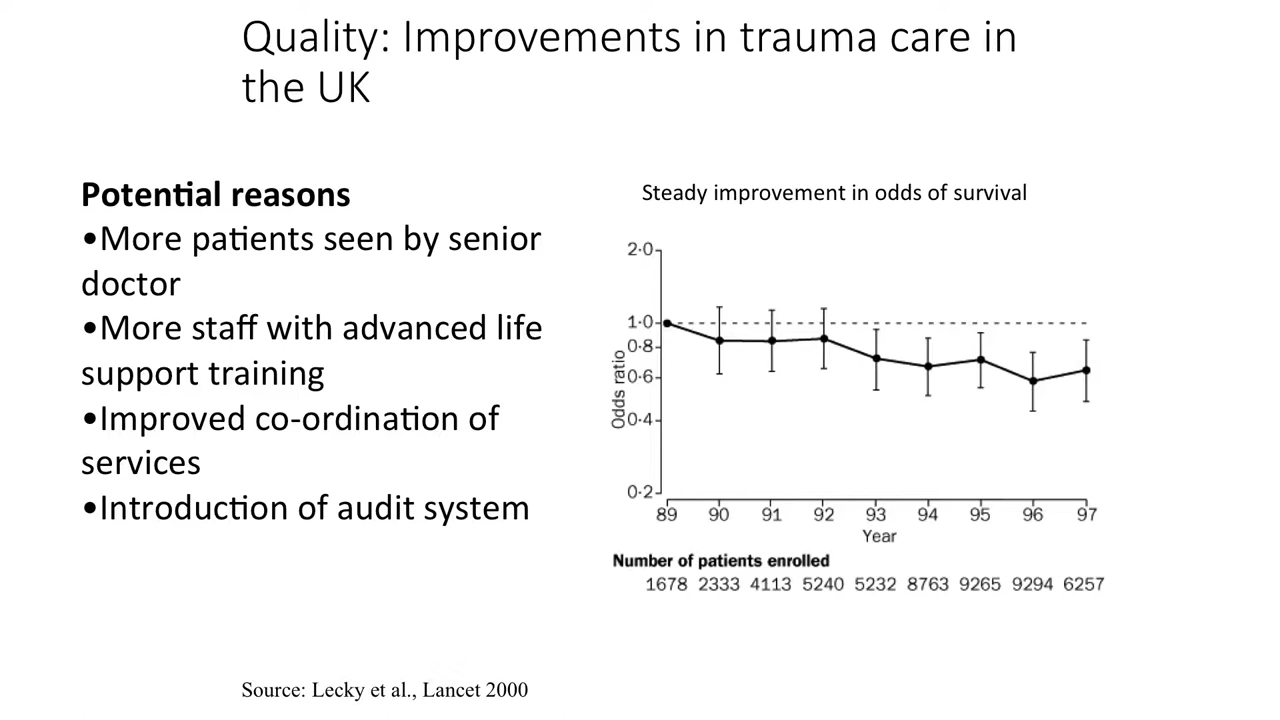 Quality: Improvements in trauma care in
the UK
Potential reasons
•More patients seen by senior
doctor
•More staff with advanced life
support training
•Improved co-ordination of
services
•Introduction of audit system
Steady improvement in odds of survival
2·0
1·0
0·8
0·6
0·4
0·2
Odds ratio
89 90 91 92 93 94 95 96 97
Year
Number of patients enrolled
1678 2333 4113 5240 5232 8763 9265 9294 6257
Source: Lecky et al., Lancet 2000